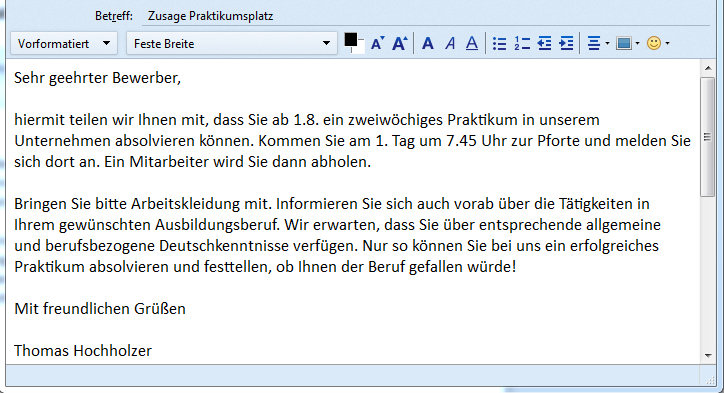 Betreff: Zusage Praktikumsplatz
Vorformatiert Feste Breite
Sehr geehrter Bewerber,
hiermit teilen wir Ihnen mit, dass Sie ab 1.8. ein zweiwöchiges Praktikum in unserem
Unternehmen absolvieren können. Kommen Sie am 1. Tag um 7.45 Uhr zur Pforte und melden Sie
sich dort an. Ein Mitarbeiter wird Sie dann abholen.
Bringen Sie bitte Arbeitskleidung mit. Informieren Sie sich auch vorab über die Tätigkeiten in
Ihrem gewünschten Ausbildungsberuf. Wir erwarten, dass Sie über entsprechende allgemeine
und berufsbezogene Deutschkenntnisse verfügen. Nur so können Sie bei uns ein erfolgreiches
Praktikum absolvieren und festtellen, ob Ihnen der Beruf gefallen würde!
Mit freundlichen Grüßen
Thomas Hochholzer